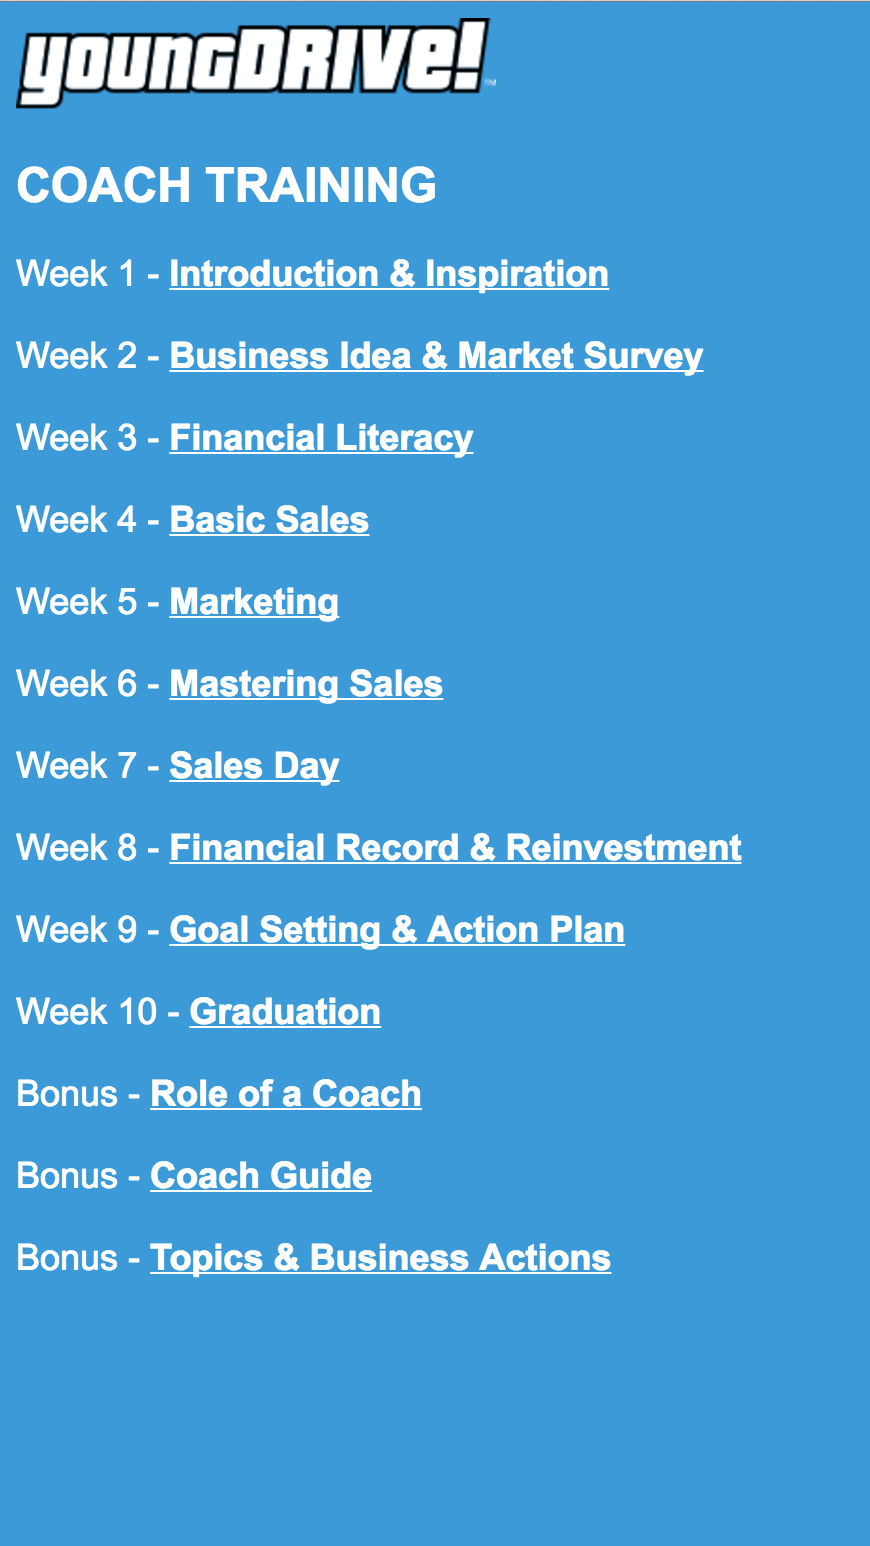 youngDRIVE!™
COACH TRAINING
Week 1 - Introduction & Inspiration
Week 2 - Business Idea & Market Survey
Week 3 - Financial Literacy
Week 4 - Basic Sales
Week 5 - Marketing
Week 6 - Mastering Sales
Week 7 - Sales Day
Week 8 - Financial Record & Reinvestment
Week 9 - Goal Setting & Action Plan
Week 10 - Graduation
Bonus - Role of a Coach
Bonus - Coach Guide
Bonus - Topics & Business Actions